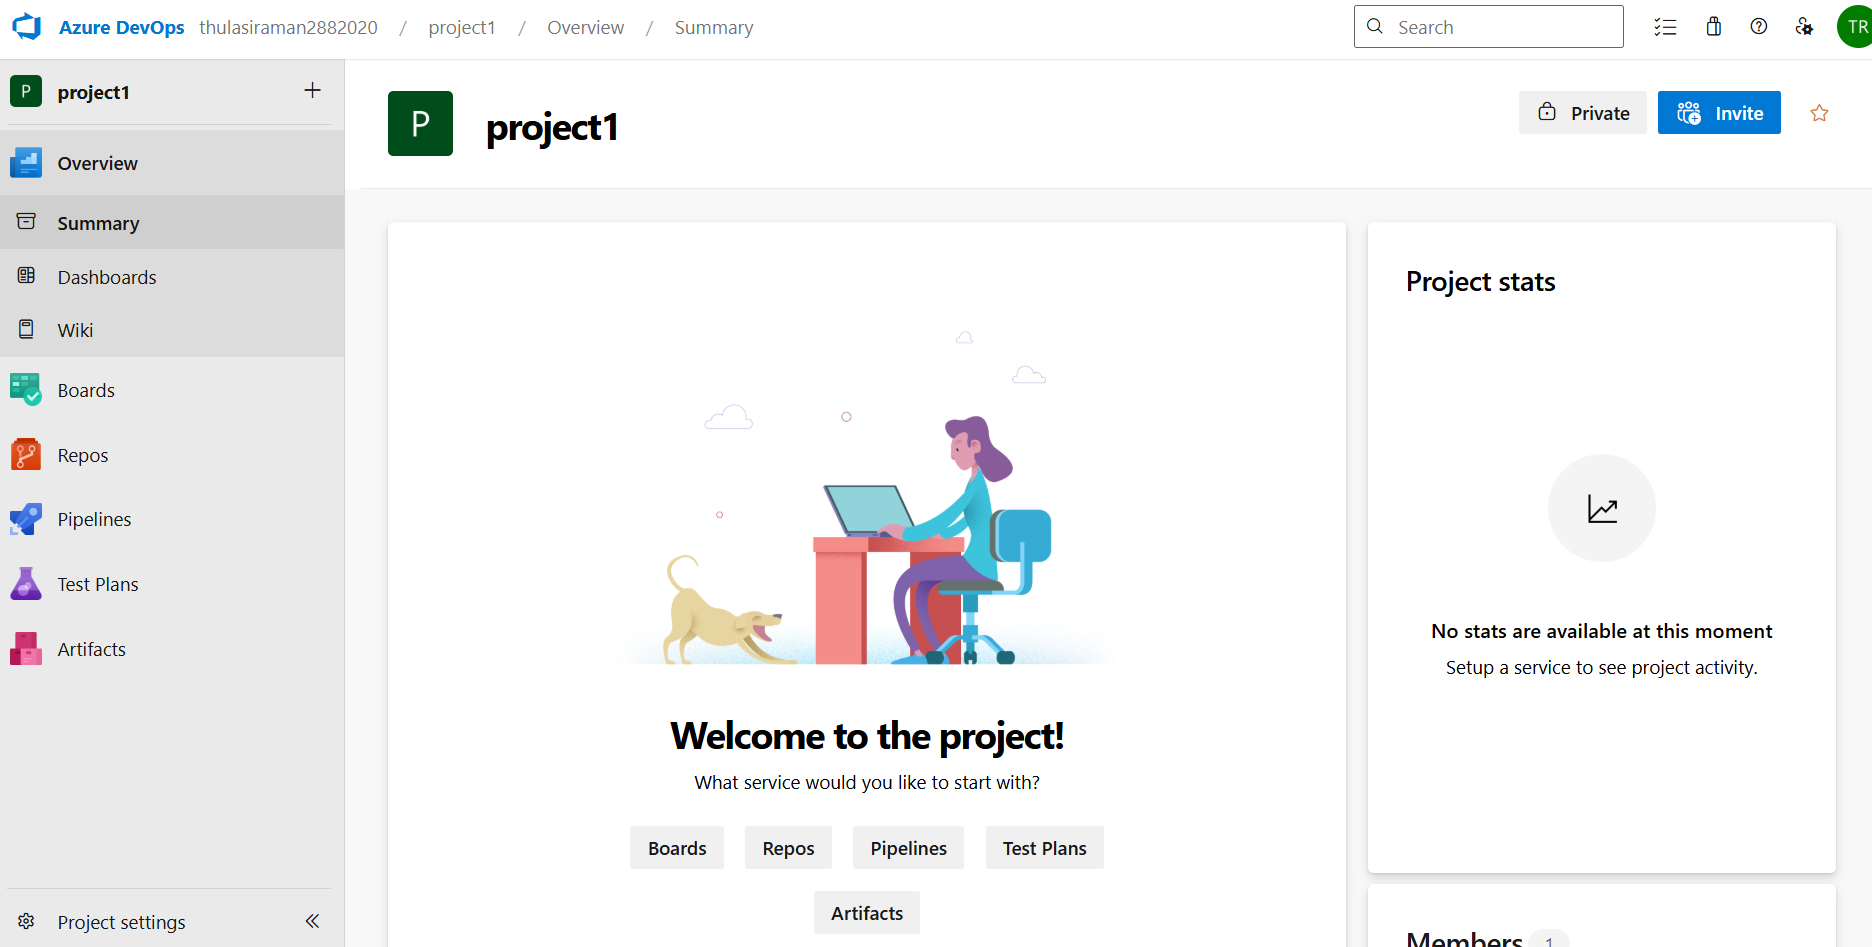 Azure DevOps thulasiraman2882020 / project1 / Overview / Summary
Search
TR
P project1
Overview
Summary
Dashboards
Wiki
Boards
Repos
Pipelines
Test Plans
Artifacts
Project settings
P project1
Private
Invite
Welcome to the project!
What service would you like to start with?
Boards Repos Pipelines Test Plans
Artifacts
Project stats
No stats are available at this moment
Setup a service to see project activity.
Members 1